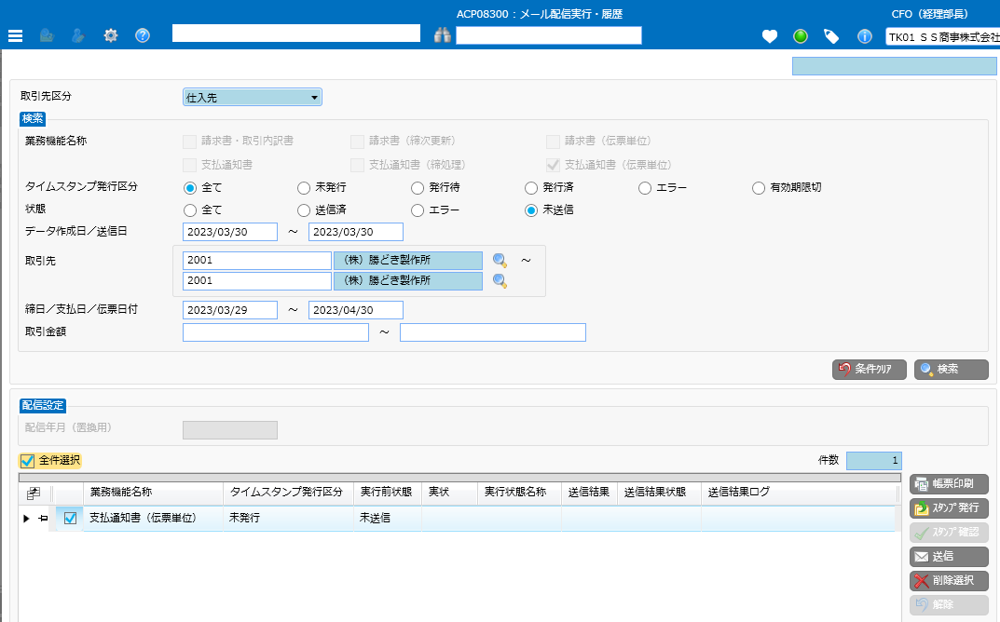 ACP08300：メール配信実行・履歴
CFO（経理部長）
TK01 ＳＳ商事株式会社
取引先区分
仕入先
検索
業務機能名称
請求書・取引内訳書
請求書（締次更新）
請求書（伝票単位）
支払通知書
支払通知書（締処理）
支払通知書（伝票単位）
タイムスタンプ発行区分
全て
未発行
発行待
発行済
エラー
有効期限切
状態
全て
送信済
エラー
未送信
データ作成日／送信日
2023/03/30 ～ 2023/03/30
取引先
2001
（株）勝どき製作所
～
2001
（株）勝どき製作所
締日／支払日／伝票日付
2023/03/29 ～ 2023/04/30
取引金額
～
条件ｸﾘｱ
検索
配信設定
配信年月（置換用）
全件選択
件数
1
業務機能名称
タイムスタンプ発行区分
実行前状態
実状
実行状態名称
送信結果
送信結果状態
送信結果ログ
支払通知書（伝票単位）
未発行
未送信
帳票印刷
ｽﾀﾝﾌﾟ発行
ｽﾀﾝﾌﾟ確認
送信
削除選択
解除